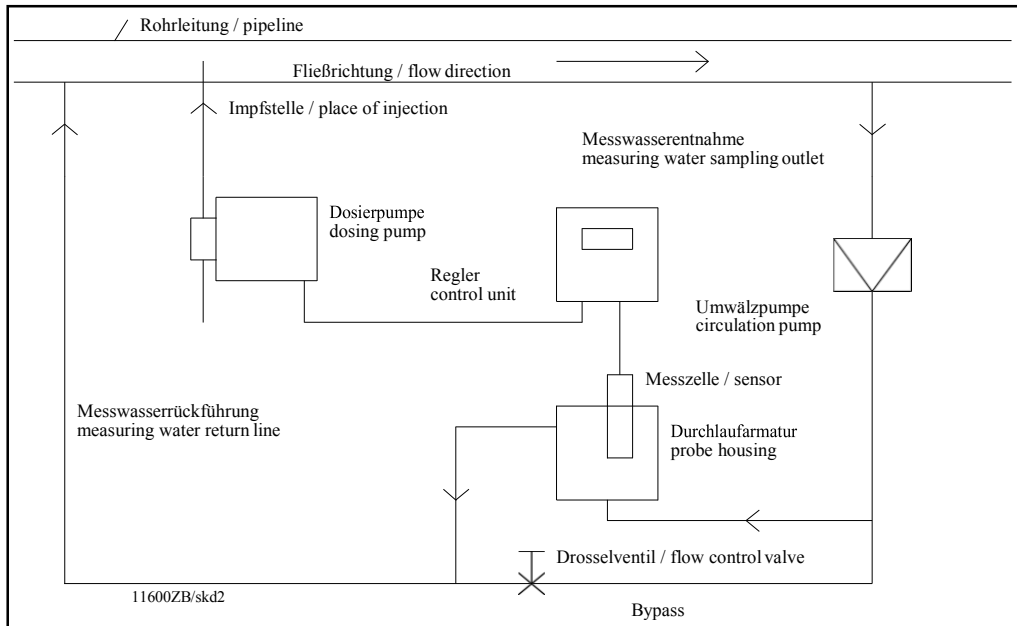 Rohrleitung / pipeline
Fließrichtung / flow direction
Impfstelle / place of injection
Messwasserentnahme
measuring water sampling outlet
Dosierpumpe
dosing pump
Regler
control unit
Umwälzpumpe
circulation pump
Messzelle / sensor
Messwasserrückführung
measuring water return line
Durchlaufarmatur
probe housing
Drosselventil / flow control valve
11600ZB/skd2
Bypass